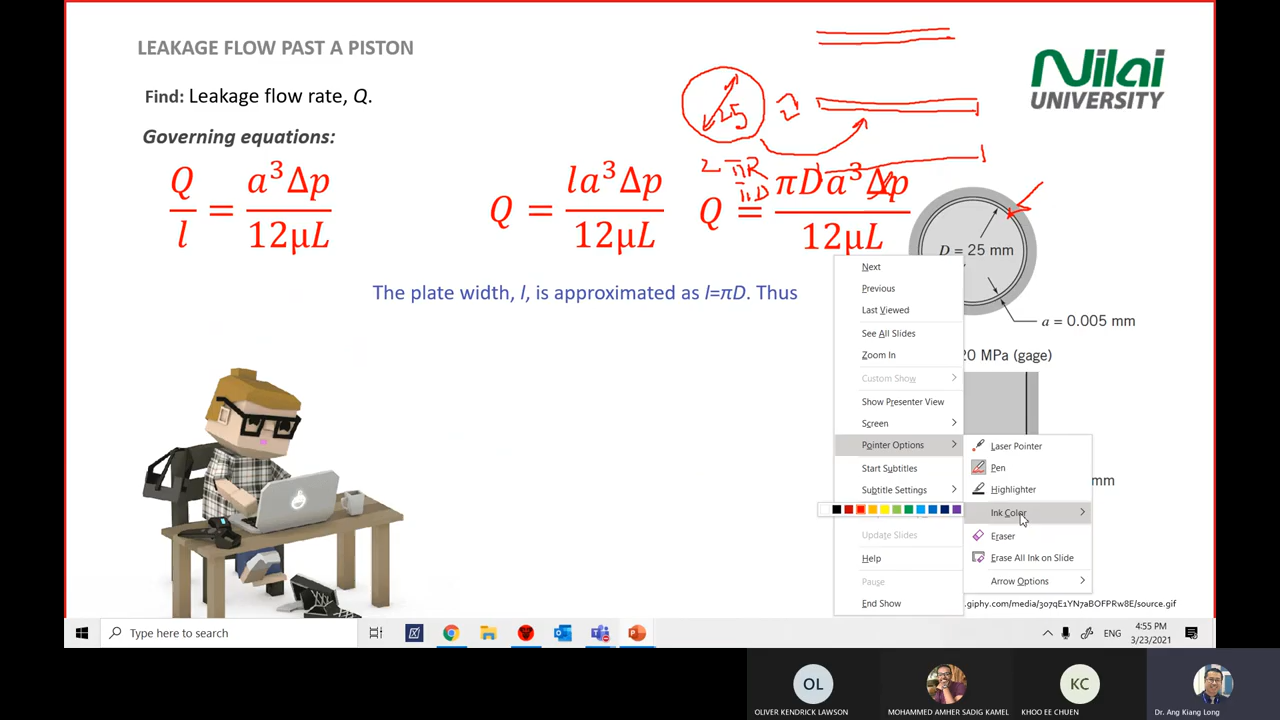 LEAKAGE FLOW PAST A PISTON
Nilai
UNIVERSITY
Find: Leakage flow rate, Q.
Governing equations:
25
2πR
πD
Q/l = a³Δp/12μL
Q = la³Δp/12μL
Q = πDa³Δp/12μL
D = 25 mm
The plate width, l, is approximated as l=πD. Thus
a = 0.005 mm
20 MPa (gage)
mm
Next
Previous
Last Viewed
See All Slides
Zoom In
Custom Show
Show Presenter View
Screen
Pointer Options
Start Subtitles
Subtitle Settings
Update Slides
Help
Pause
End Show
Laser Pointer
Pen
Highlighter
Ink Color
Eraser
Erase All Ink on Slide
Arrow Options
.giphy.com/media/307qE1YN7aBOFPRw8E/source.gif
Type here to search
ENG
4:55 PM
3/23/2021
OL
KC
OLIVER KENDRICK LAWSON
MOHAMMED AMHER SADIG KAMEL
KHOO EE CHUEN
Dr. Ang Kiang Long